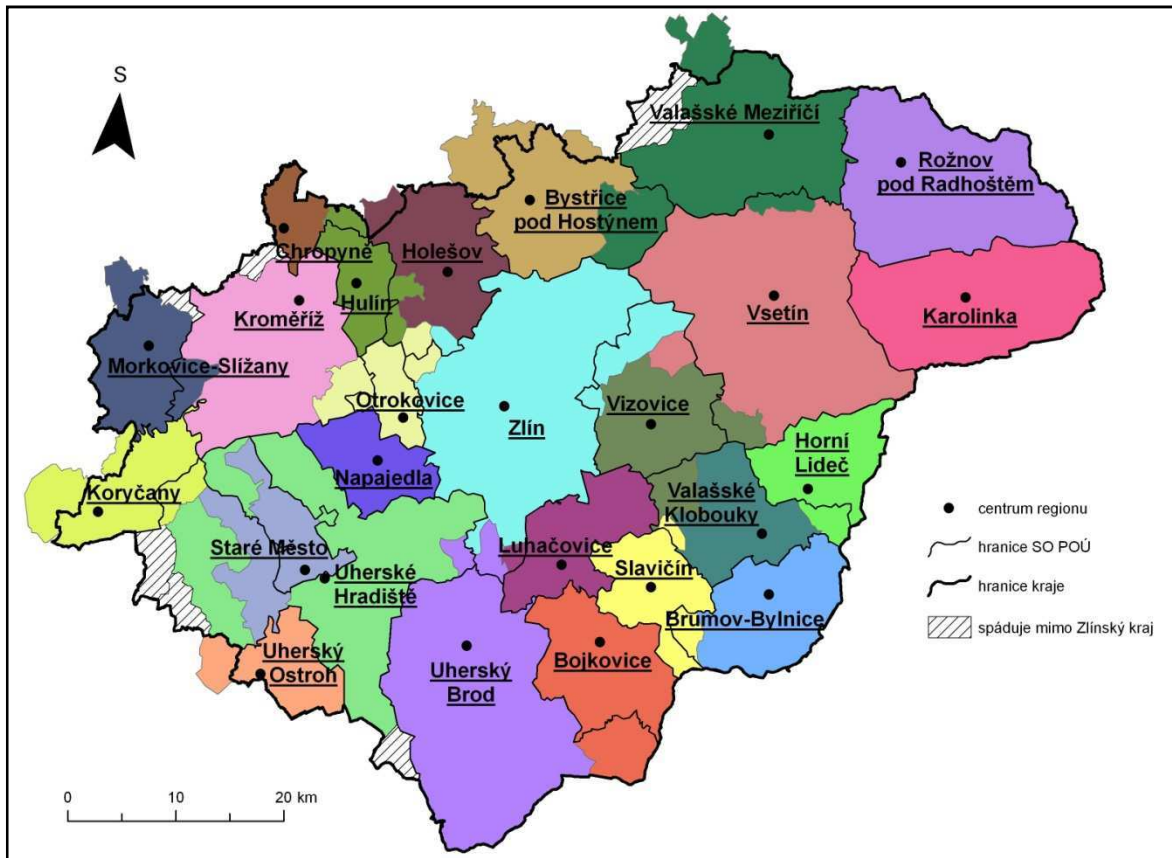 S
Valašské Meziříčí
Rožnov
pod Radhoštěm
Bystřice
pod Hostýnem
Chropyně
Holešov
Hulín
Kroměříž
Vsetín
Karolinka
Morkovice-Slížany
Otrokovice
Zlín
Vizovice
Horní
Lideč
Koryčany
Napajedla
Valašské
Klobouky
Staré Město
Uherské
Hradiště
Luhačovice
Slavičín
Brumov-Bylnice
Uherský
Ostroh
Uherský
Brod
Bojkovice
centrum regionu
hranice SO POÚ
hranice kraje
spáduje mimo Zlínský kraj
0 10 20 km